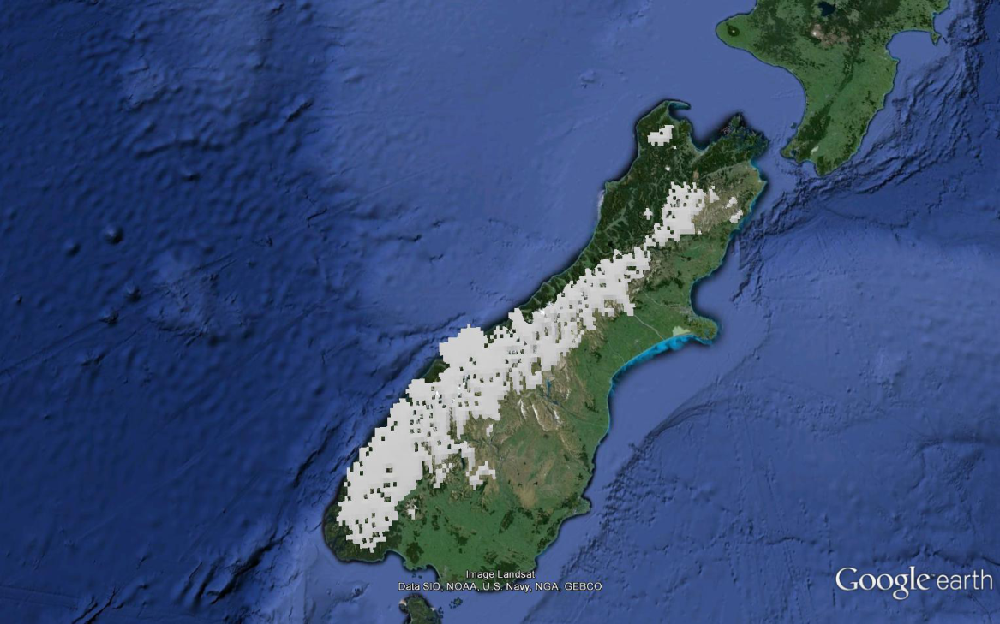 Image Landsat
Data SIO, NOAA, U.S. Navy, NGA, GEBCO
Google earth